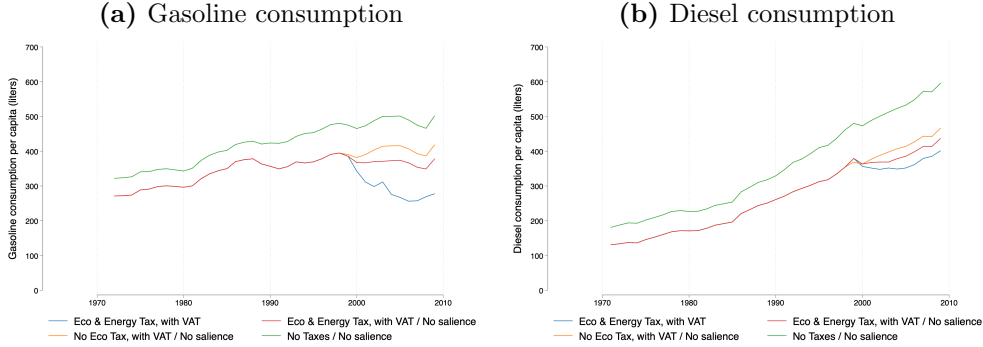 (a) Gasoline consumption
Gasoline consumption per capita (liters)
700
600
500
400
300
200
100
0
1970 1980 1990 2000 2010
Eco & Energy Tax, with VAT
Eco & Energy Tax, with VAT / No salience
No Eco Tax, with VAT / No salience
No Taxes / No salience
(b) Diesel consumption
Diesel consumption per capita (liters)
700
600
500
400
300
200
100
0
1970 1980 1990 2000 2010
Eco & Energy Tax, with VAT
Eco & Energy Tax, with VAT / No salience
No Eco Tax, with VAT / No salience
No Taxes / No salience